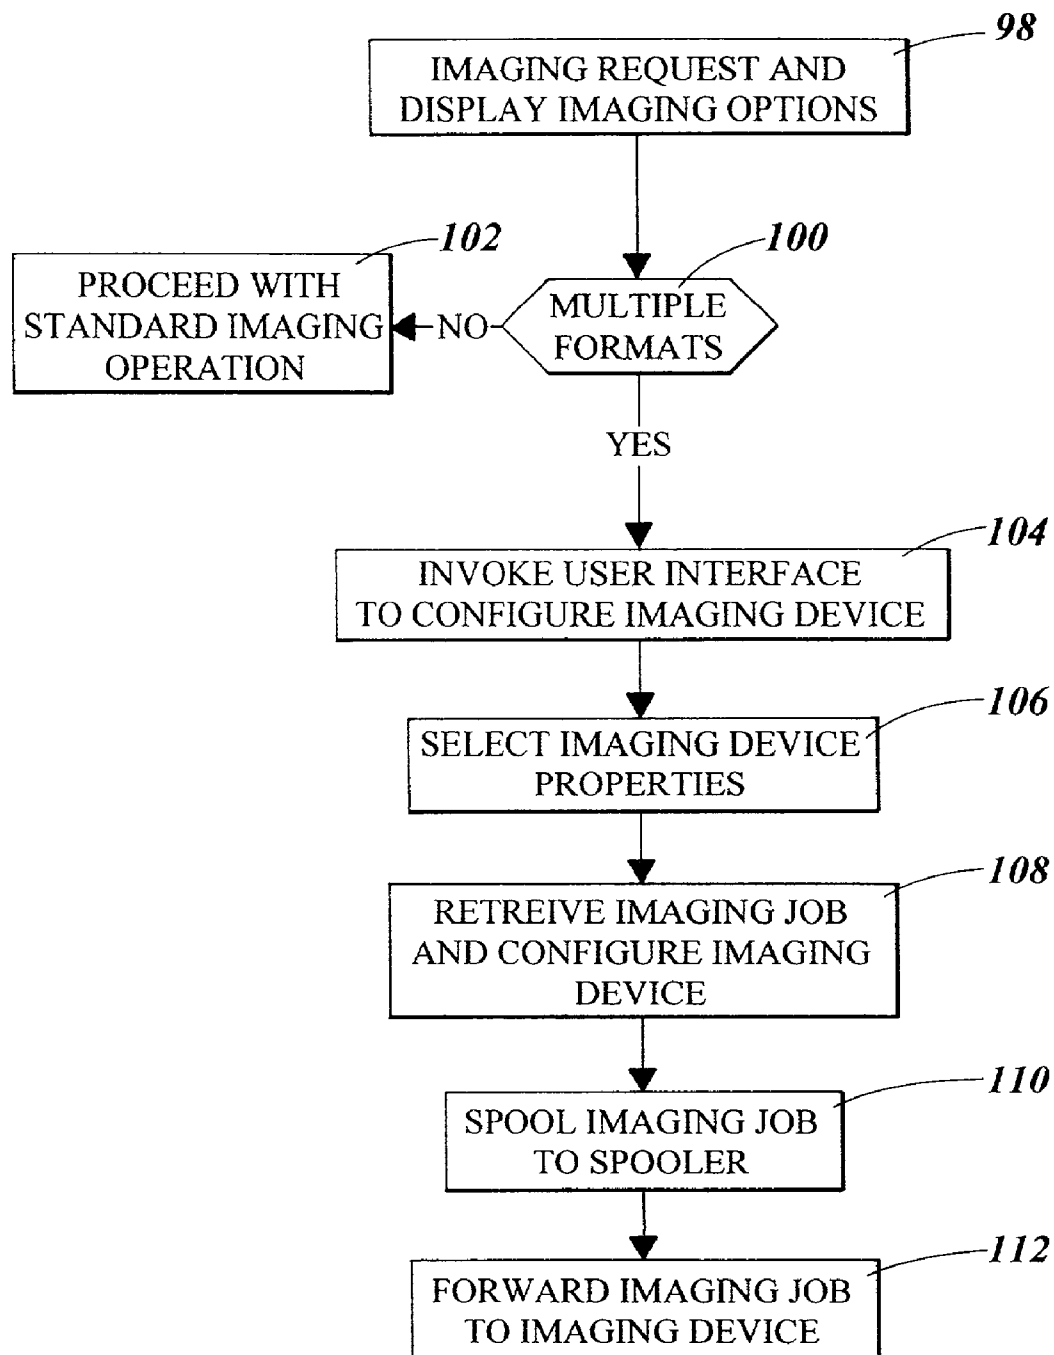 98
IMAGING REQUEST AND
DISPLAY IMAGING OPTIONS
102
100
PROCEED WITH
STANDARD IMAGING
OPERATION
NO
MULTIPLE
FORMATS
YES
104
INVOKE USER INTERFACE
TO CONFIGURE IMAGING DEVICE
106
SELECT IMAGING DEVICE
PROPERTIES
108
RETREIVE IMAGING JOB
AND CONFIGURE IMAGING
DEVICE
110
SPOOL IMAGING JOB
TO SPOOLER
112
FORWARD IMAGING JOB
TO IMAGING DEVICE